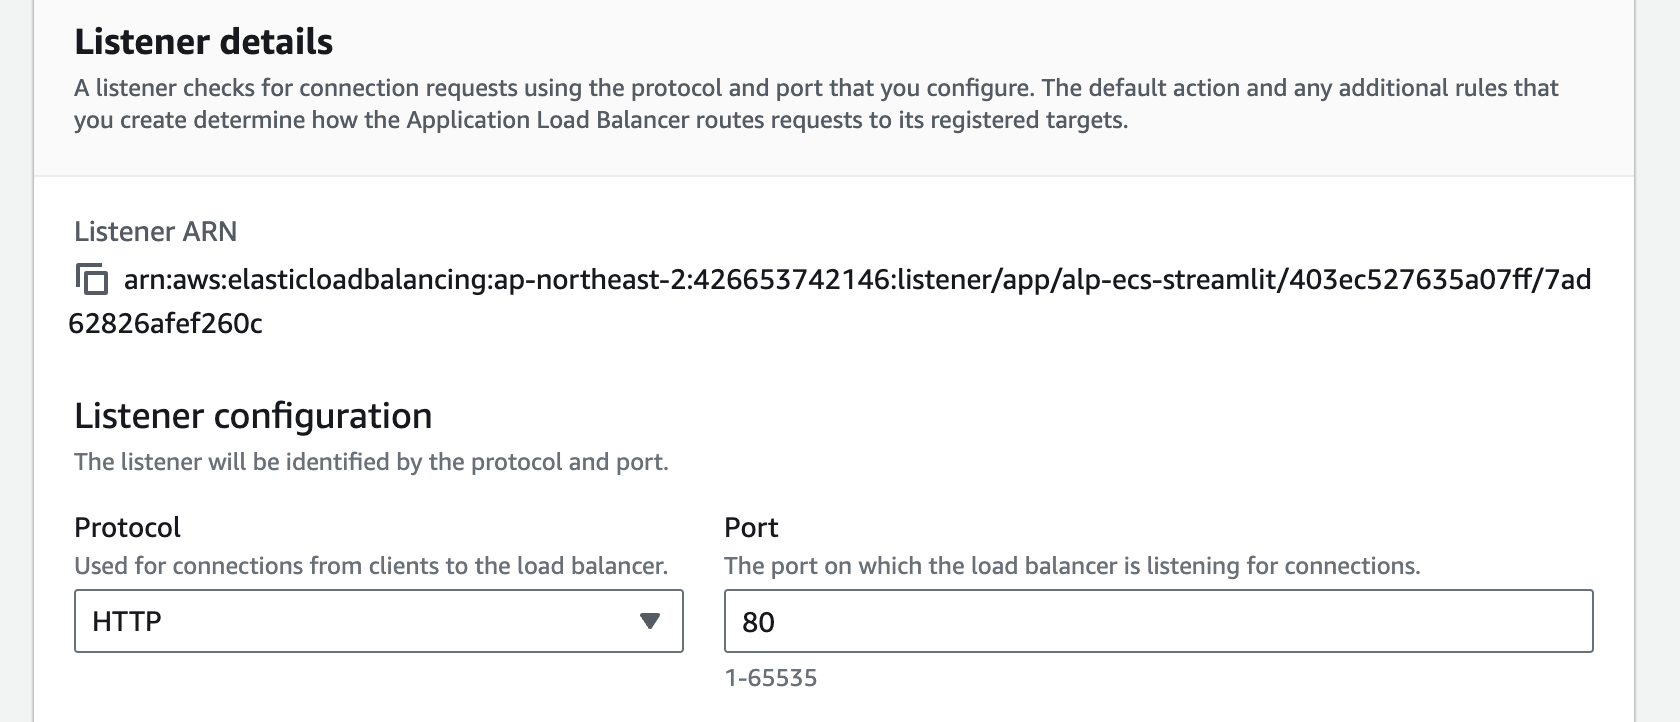 Listener details
A listener checks for connection requests using the protocol and port that you configure. The default action and any additional rules that
you create determine how the Application Load Balancer routes requests to its registered targets.
Listener ARN
arn:aws:elasticloadbalancing:ap-northeast-2:426653742146:listener/app/alp-ecs-streamlit/403ec527635a07ff/7ad
62826afef260c
Listener configuration
The listener will be identified by the protocol and port.
Protocol
Used for connections from clients to the load balancer.
HTTP
Port
The port on which the load balancer is listening for connections.
80
1-65535